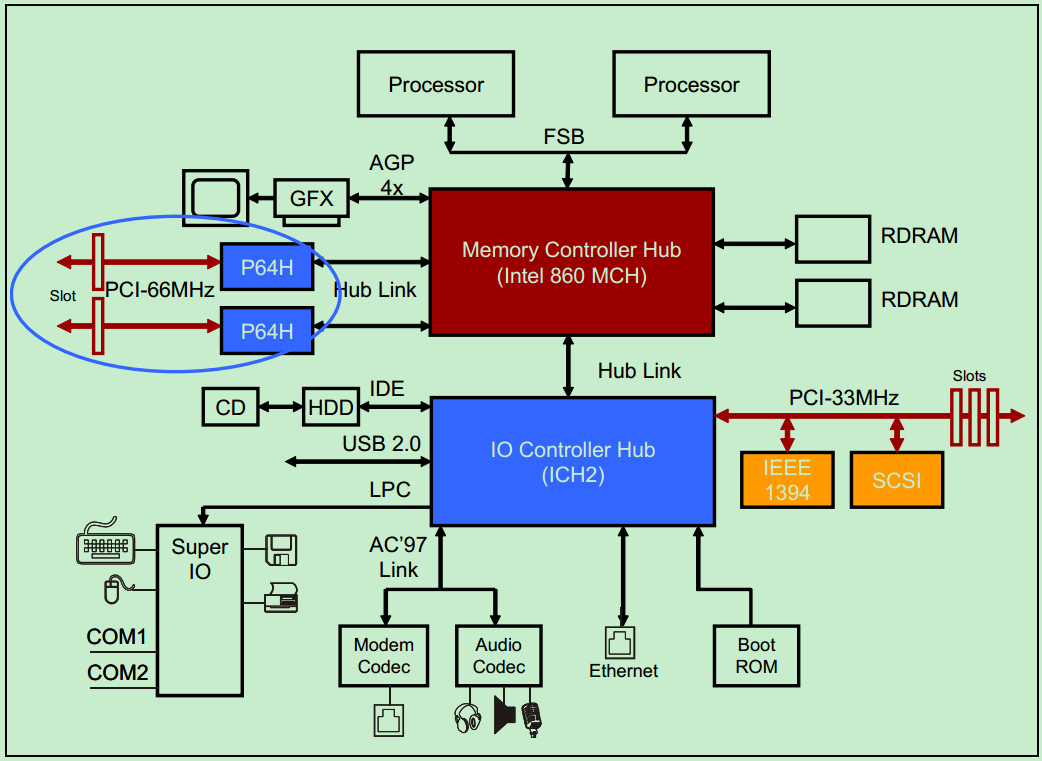 Processor
Processor
FSB
AGP
4x
GFX
Memory Controller Hub
(Intel 860 MCH)
RDRAM
RDRAM
P64H
Slot
PCI-66MHz
Hub Link
P64H
Hub Link
Slots
PCI-33MHz
CD
HDD
IDE
USB 2.0
IO Controller Hub
(ICH2)
IEEE
1394
SCSI
LPC
Super
IO
AC’97
Link
COM1
COM2
Modem
Codec
Audio
Codec
Ethernet
Boot
ROM